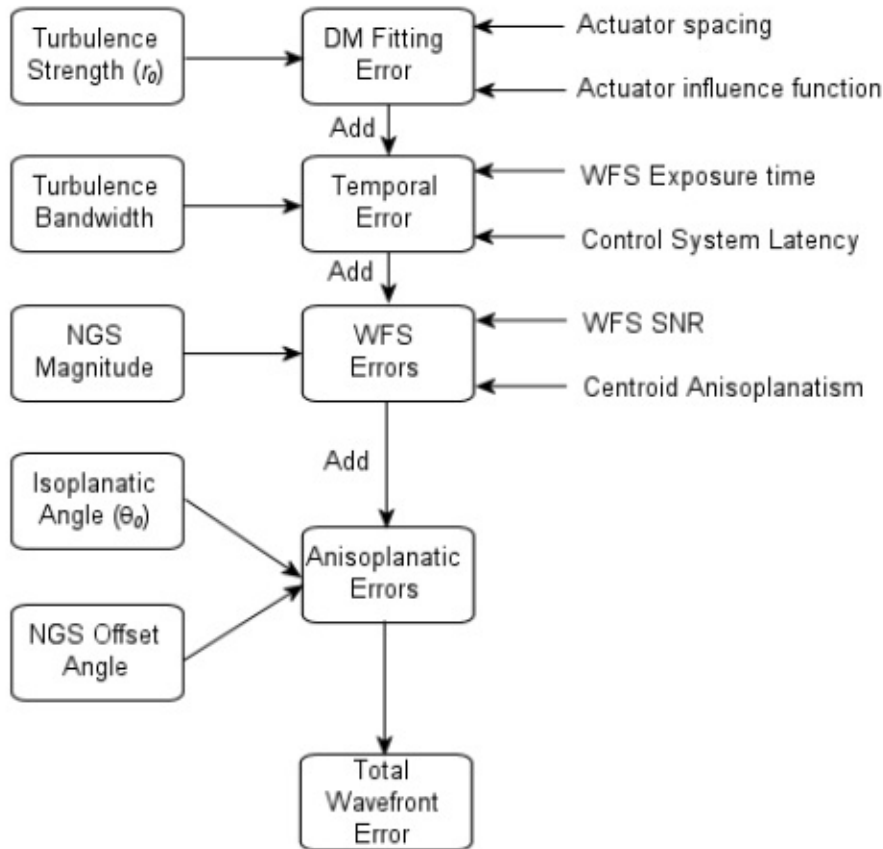 Turbulence
Strength (r₀)
DM Fitting
Error
Actuator spacing
Actuator influence function
Add
Turbulence
Bandwidth
Temporal
Error
WFS Exposure time
Control System Latency
Add
NGS
Magnitude
WFS
Errors
WFS SNR
Centroid Anisoplanatism
Add
Isoplanatic
Angle (θ₀)
Anisoplanatic
Errors
NGS Offset
Angle
Total
Wavefront
Error